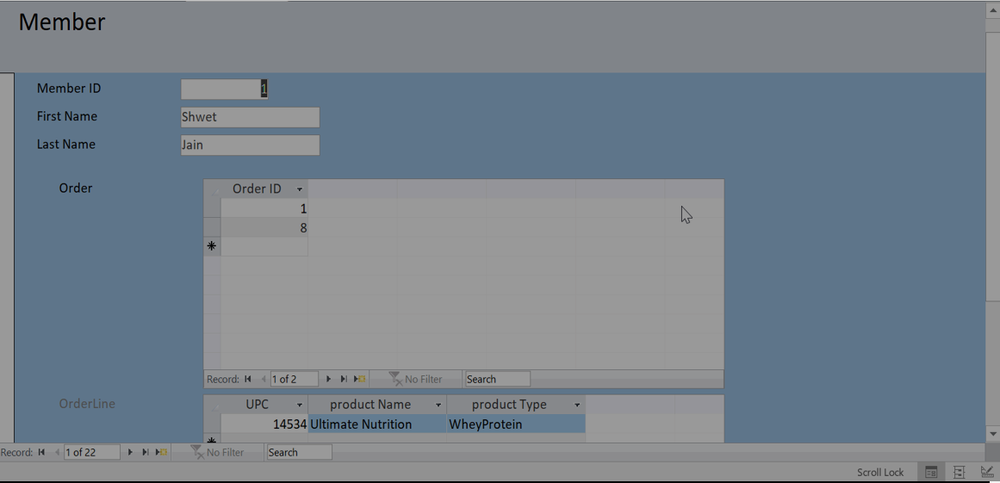 Member
Member ID 1
First Name Shwet
Last Name Jain
Order
Order ID
1
8
Record: 1 of 2 No Filter Search
OrderLine
UPC product Name product Type
14534 Ultimate Nutrition WheyProtein
Record: 1 of 22 No Filter Search
Scroll Lock